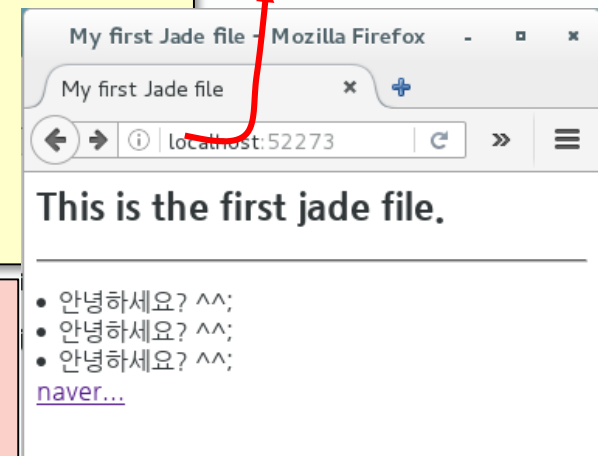 My first Jade file - Mozilla Firefox
My first Jade file
localhost:52273
This is the first jade file.
안녕하세요? ^^;
안녕하세요? ^^;
안녕하세요? ^^;
naver...